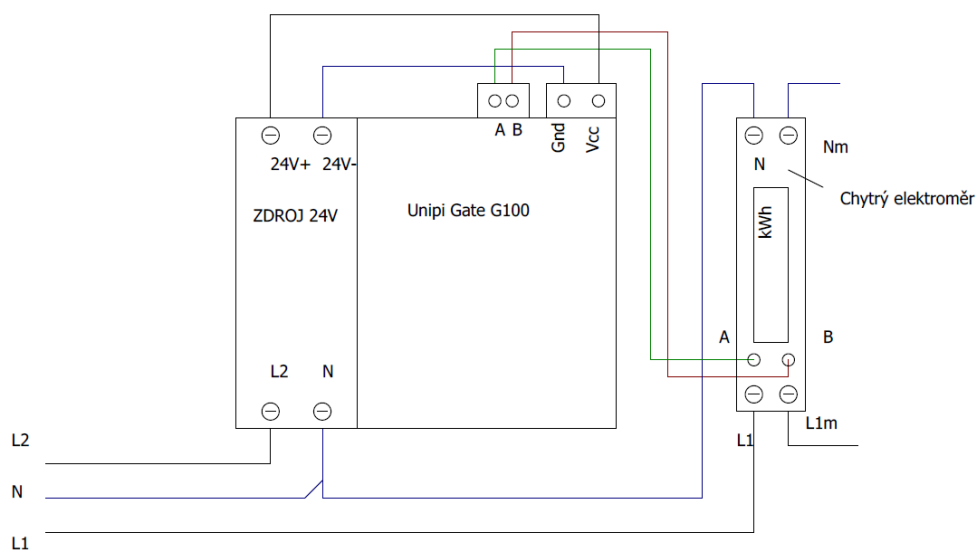 A B
Gnd
Vcc
24V+ 24V-
N
Nm
ZDROJ 24V
Unipi Gate G100
Chytrý elektroměr
kWh
A
B
L2 N
L1
L1m
L2
N
L1